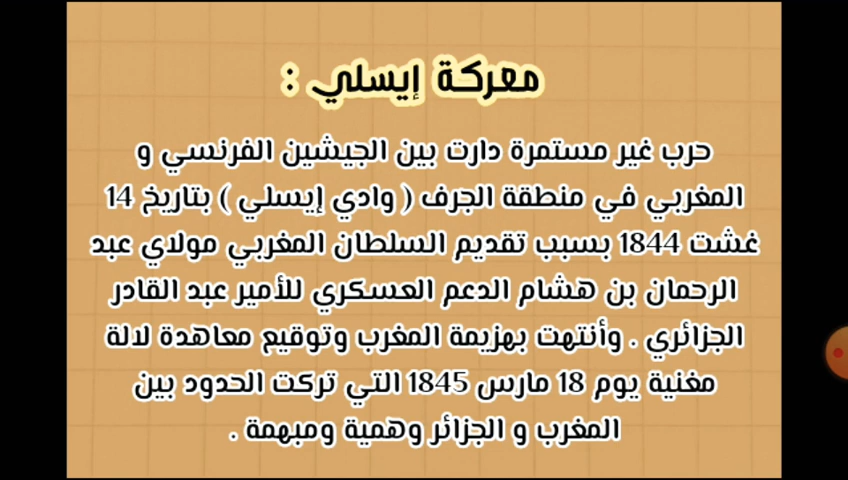 معركة إيسلي :
حرب غير مستمرة دارت بين الجيشين الفرنسي و
المغربي في منطقة الجرف ( وادي إيسلي ) بتاريخ 14
غشت 1844 بسبب تقديم السلطان المغربي مولاي عبد
الرحمان بن هشام الدعم العسكري للأمير عبد القادر
الجزائري . وأنتهت بهزيمة المغرب وتوقيع معاهدة لالة
مغنية يوم 18 مارس 1845 التي تركت الحدود بين
المغرب و الجزائر وهمية ومبهمة .